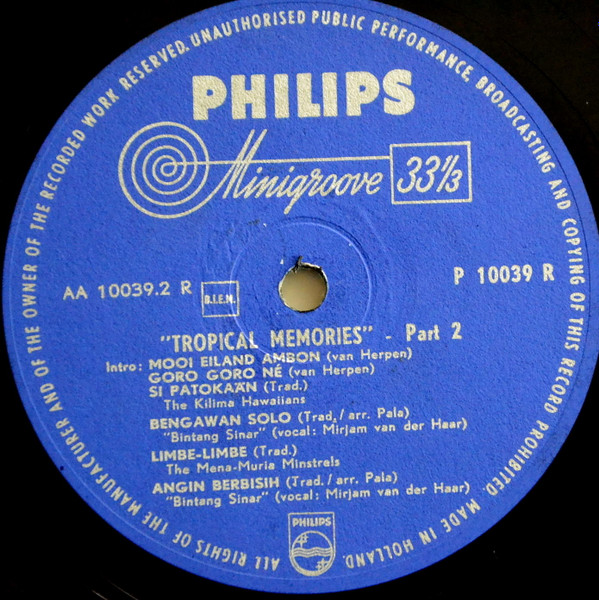 ALL RIGHTS OF THE MANUFACTURER AND OF THE OWNER OF THE RECORDED WORK RESERVED. UNAUTHORISED PUBLIC PERFORMANCE, BROADCASTING AND COPYING OF THIS RECORD PROHIBITED. MADE IN HOLLAND.
PHILIPS
Minigroove 33 1/3
AA 10039.2 R
B.I.E.M.
P 10039 R
"TROPICAL MEMORIES" - Part 2
Intro: MOOI EILAND AMBON (van Herpen)
GORO GORO NÉ (van Herpen)
SI PATOKAÄN (Trad.)
The Kilima Hawaiians
BENGAWAN SOLO (Trad./arr. Pala)
"Bintang Sinar" (vocal: Mirjam van der Haar)
LIMBE-LIMBE (Trad.)
The Mena-Muria Minstrels
ANGIN BERBISIH (Trad./arr. Pala)
"Bintang Sinar" (vocal: Mirjam van der Haar)
PHILIPS